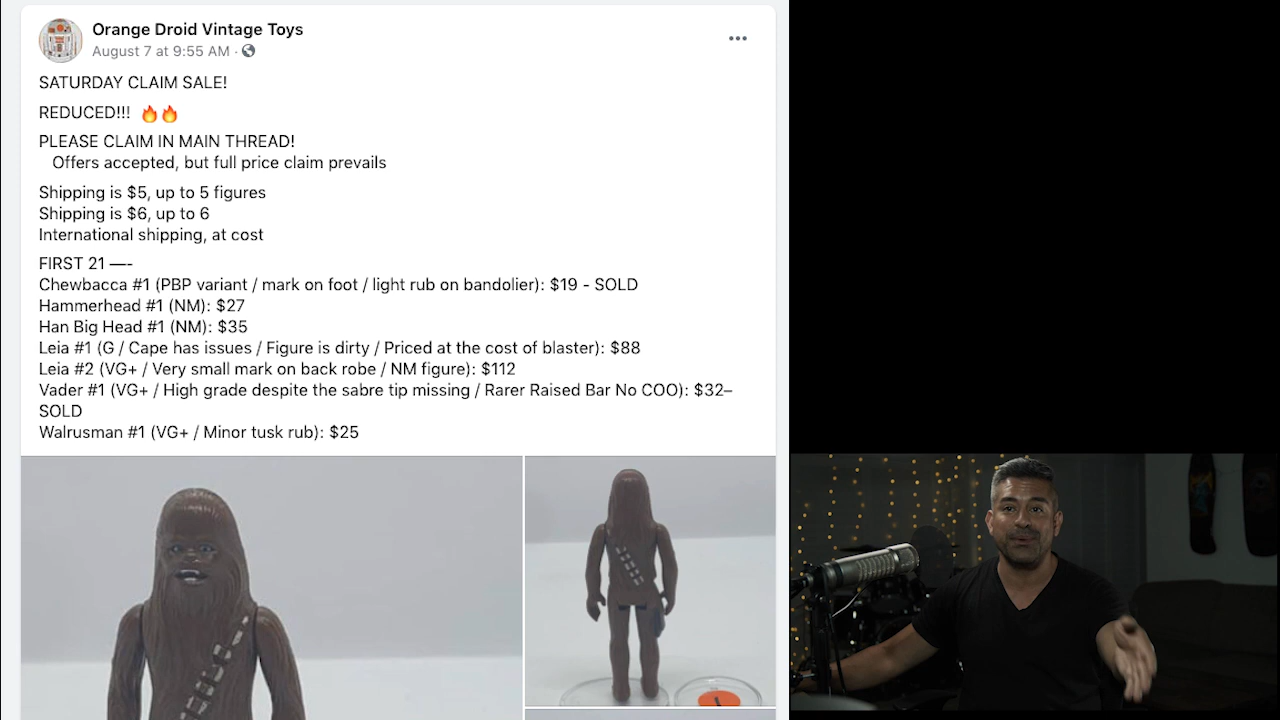 Orange Droid Vintage Toys
August 7 at 9:55 AM ·
SATURDAY CLAIM SALE!
REDUCED!!! 🔥🔥
PLEASE CLAIM IN MAIN THREAD!
Offers accepted, but full price claim prevails
Shipping is $5, up to 5 figures
Shipping is $6, up to 6
International shipping, at cost
FIRST 21 —-
Chewbacca #1 (PBP variant / mark on foot / light rub on bandolier): $19 - SOLD
Hammerhead #1 (NM): $27
Han Big Head #1 (NM): $35
Leia #1 (G / Cape has issues / Figure is dirty / Priced at the cost of blaster): $88
Leia #2 (VG+ / Very small mark on back robe / NM figure): $112
Vader #1 (VG+ / High grade despite the sabre tip missing / Rarer Raised Bar No COO): $32–
SOLD
Walrusman #1 (VG+ / Minor tusk rub): $25